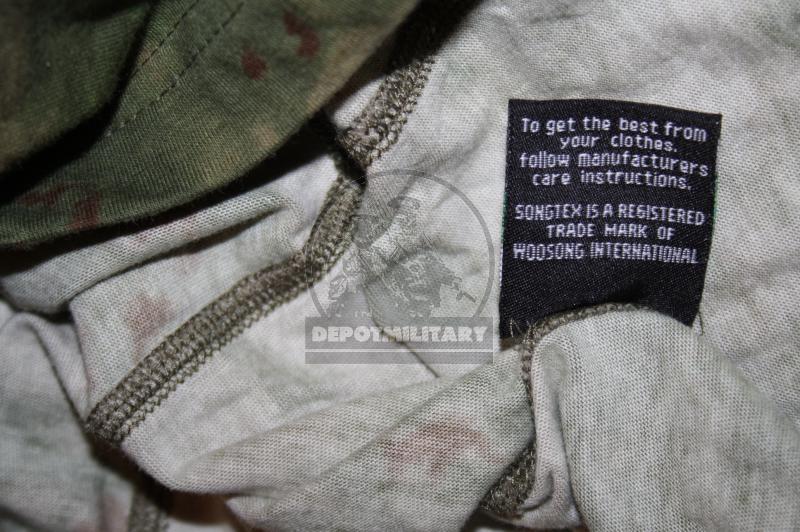 To get the best from
your clothes.
follow manufacturers
care instructions.
SONGTEX IS A REGISTERED
TRADE MARK OF
WOOSONG INTERNATIONAL
DEPOTMILITARY